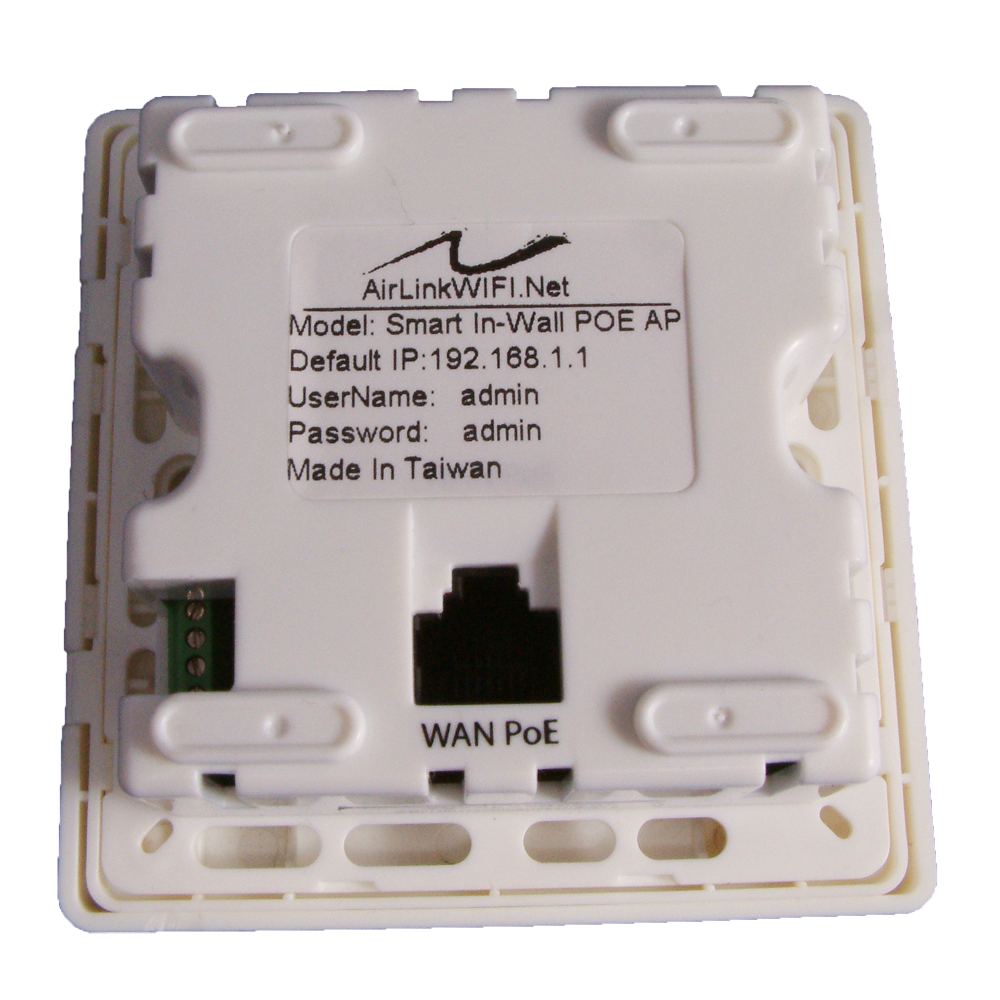 AirLinkWIFI.Net
Model: Smart In-Wall POE AP
Default IP:192.168.1.1
UserName: admin
Password: admin
Made In Taiwan
WAN PoE